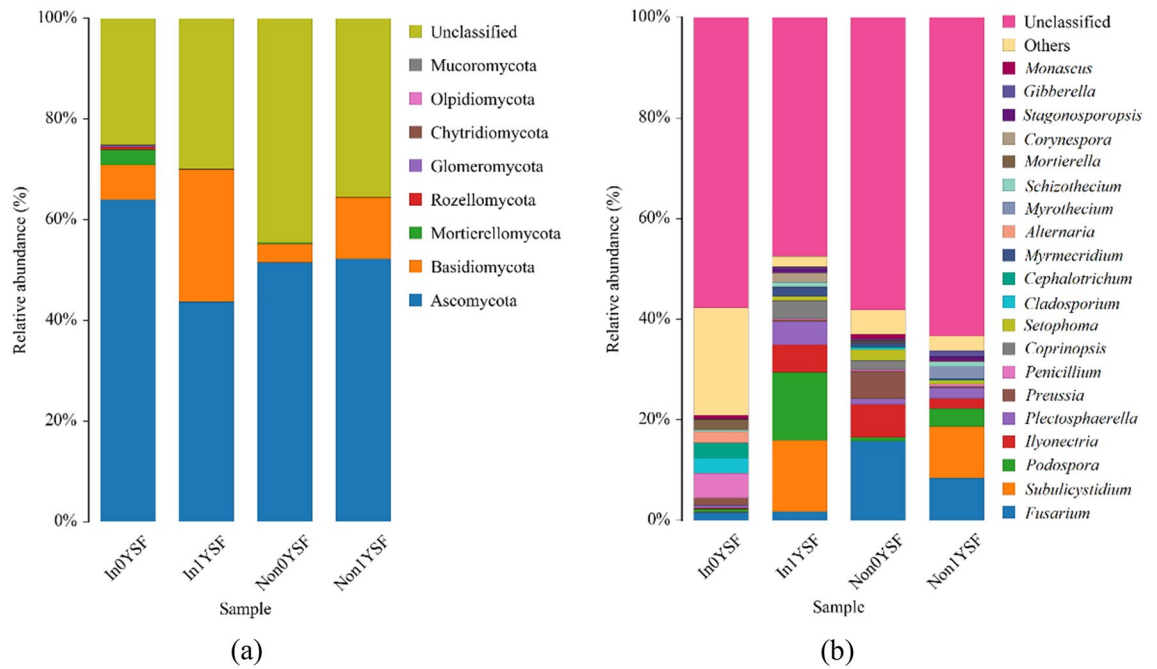 100%
80%
60%
40%
20%
0%
Relative abundance (%)
In0YSF
In1YSF
Non0YSF
Non1YSF
Sample
Unclassified
Mucoromycota
Olpidiomycota
Chytridiomycota
Glomeromycota
Rozellomycota
Mortierellomycota
Basidiomycota
Ascomycota
(a)
100%
80%
60%
40%
20%
0%
Relative abundance (%)
In0YSF
In1YSF
Non0YSF
Non1YSF
Sample
Unclassified
Others
Monascus
Gibberella
Stagonosporopsis
Corynespora
Mortierella
Schizothecium
Myrothecium
Alternaria
Myrmecridium
Cephalotrichum
Cladosporium
Setophoma
Coprinopsis
Penicillium
Preussia
Plectosphaerella
Ilyonectria
Podospora
Subulicystidium
Fusarium
(b)